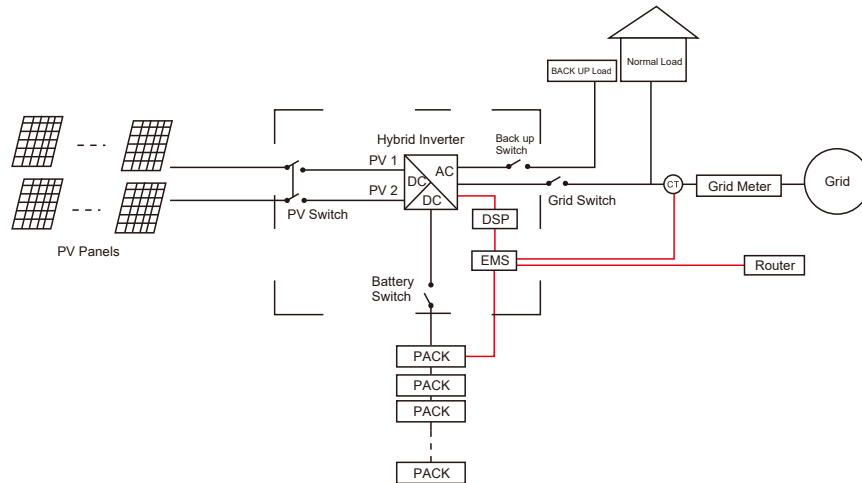 Normal Load
BACK UP Load
Hybrid Inverter
Back up
Switch
PV 1
AC
DC
PV 2
DC
PV Switch
Grid Switch
CT
Grid Meter
Grid
DSP
PV Panels
EMS
Router
Battery
Switch
PACK
PACK
PACK
PACK